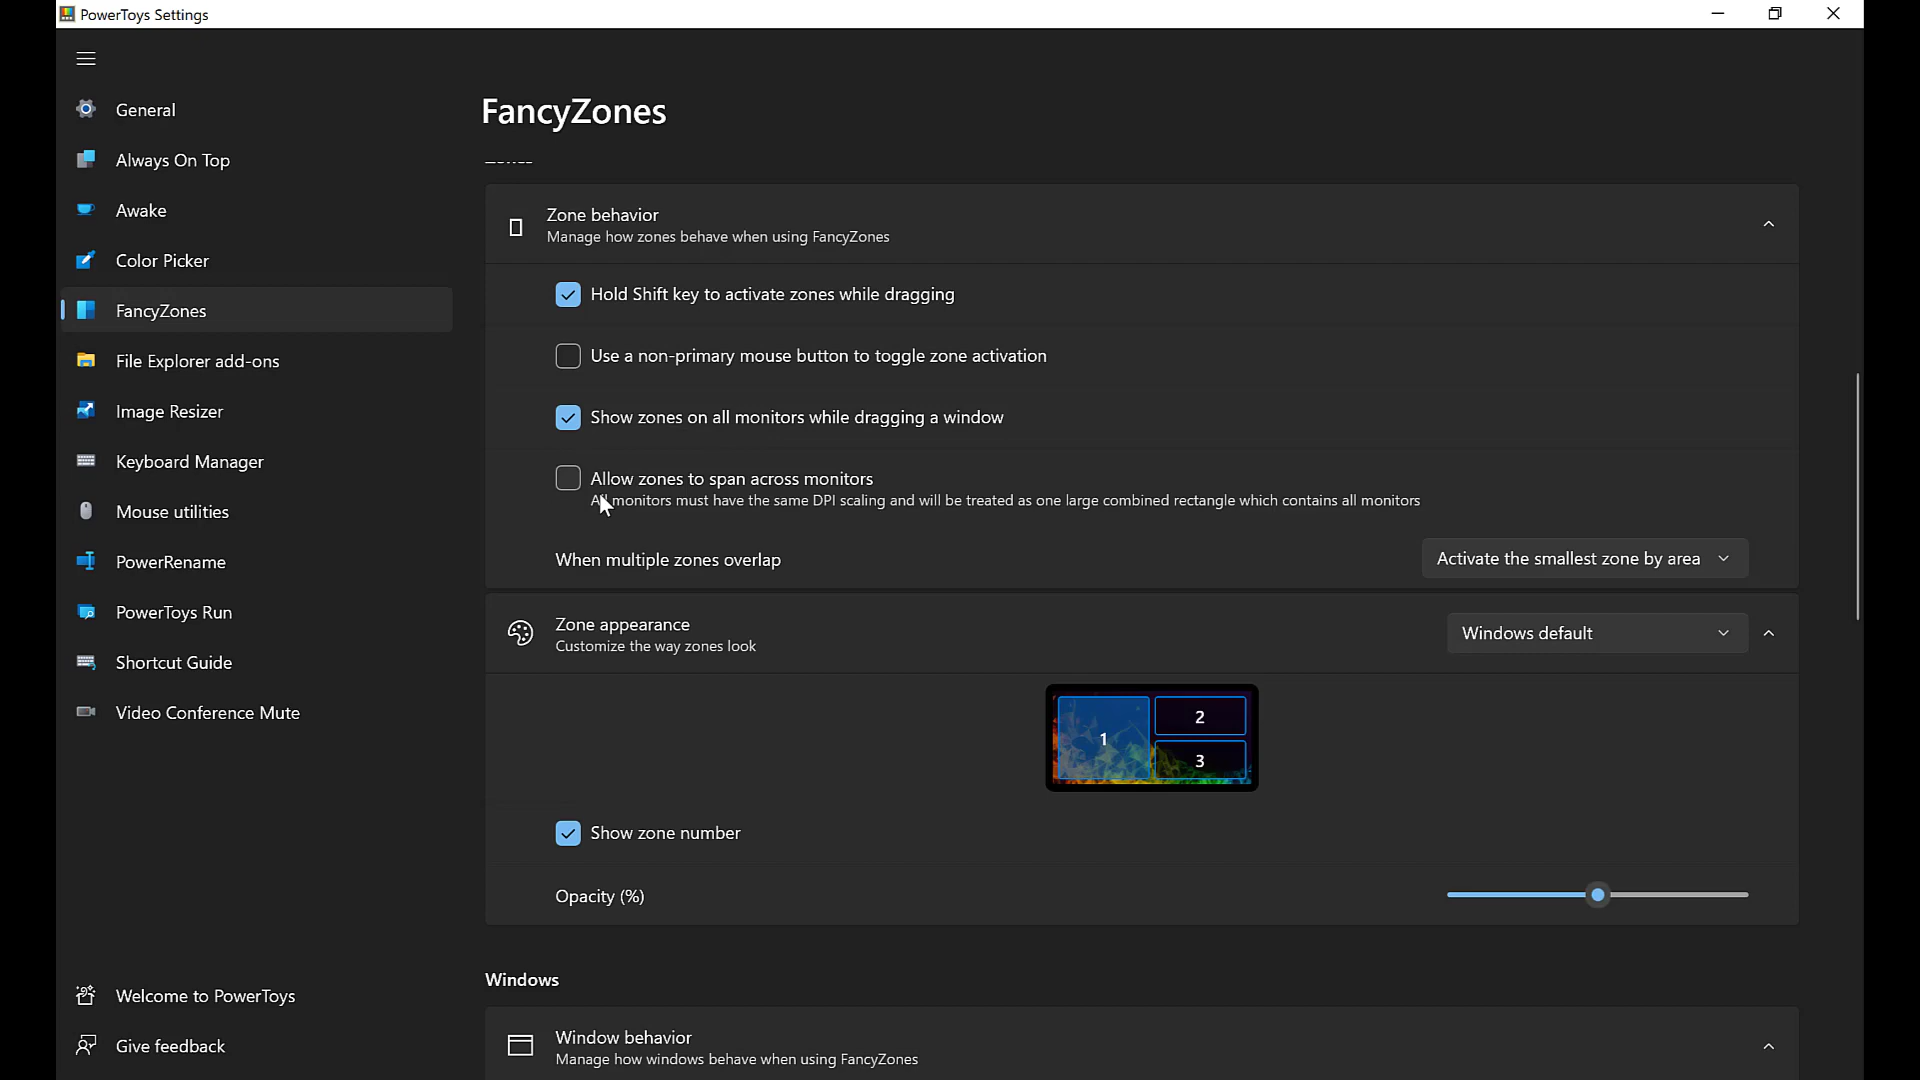 PowerToys Settings
General
Always On Top
Awake
Color Picker
FancyZones
File Explorer add-ons
Image Resizer
Keyboard Manager
Mouse utilities
PowerRename
PowerToys Run
Shortcut Guide
Video Conference Mute
Welcome to PowerToys
Give feedback
FancyZones
Zone behavior
Manage how zones behave when using FancyZones
Hold Shift key to activate zones while dragging
Use a non-primary mouse button to toggle zone activation
Show zones on all monitors while dragging a window
Allow zones to span across monitors
All monitors must have the same DPI scaling and will be treated as one large combined rectangle which contains all monitors
When multiple zones overlap
Activate the smallest zone by area
Zone appearance
Customize the way zones look
Windows default
1
2
3
Show zone number
Opacity (%)
Windows
Window behavior
Manage how windows behave when using FancyZones